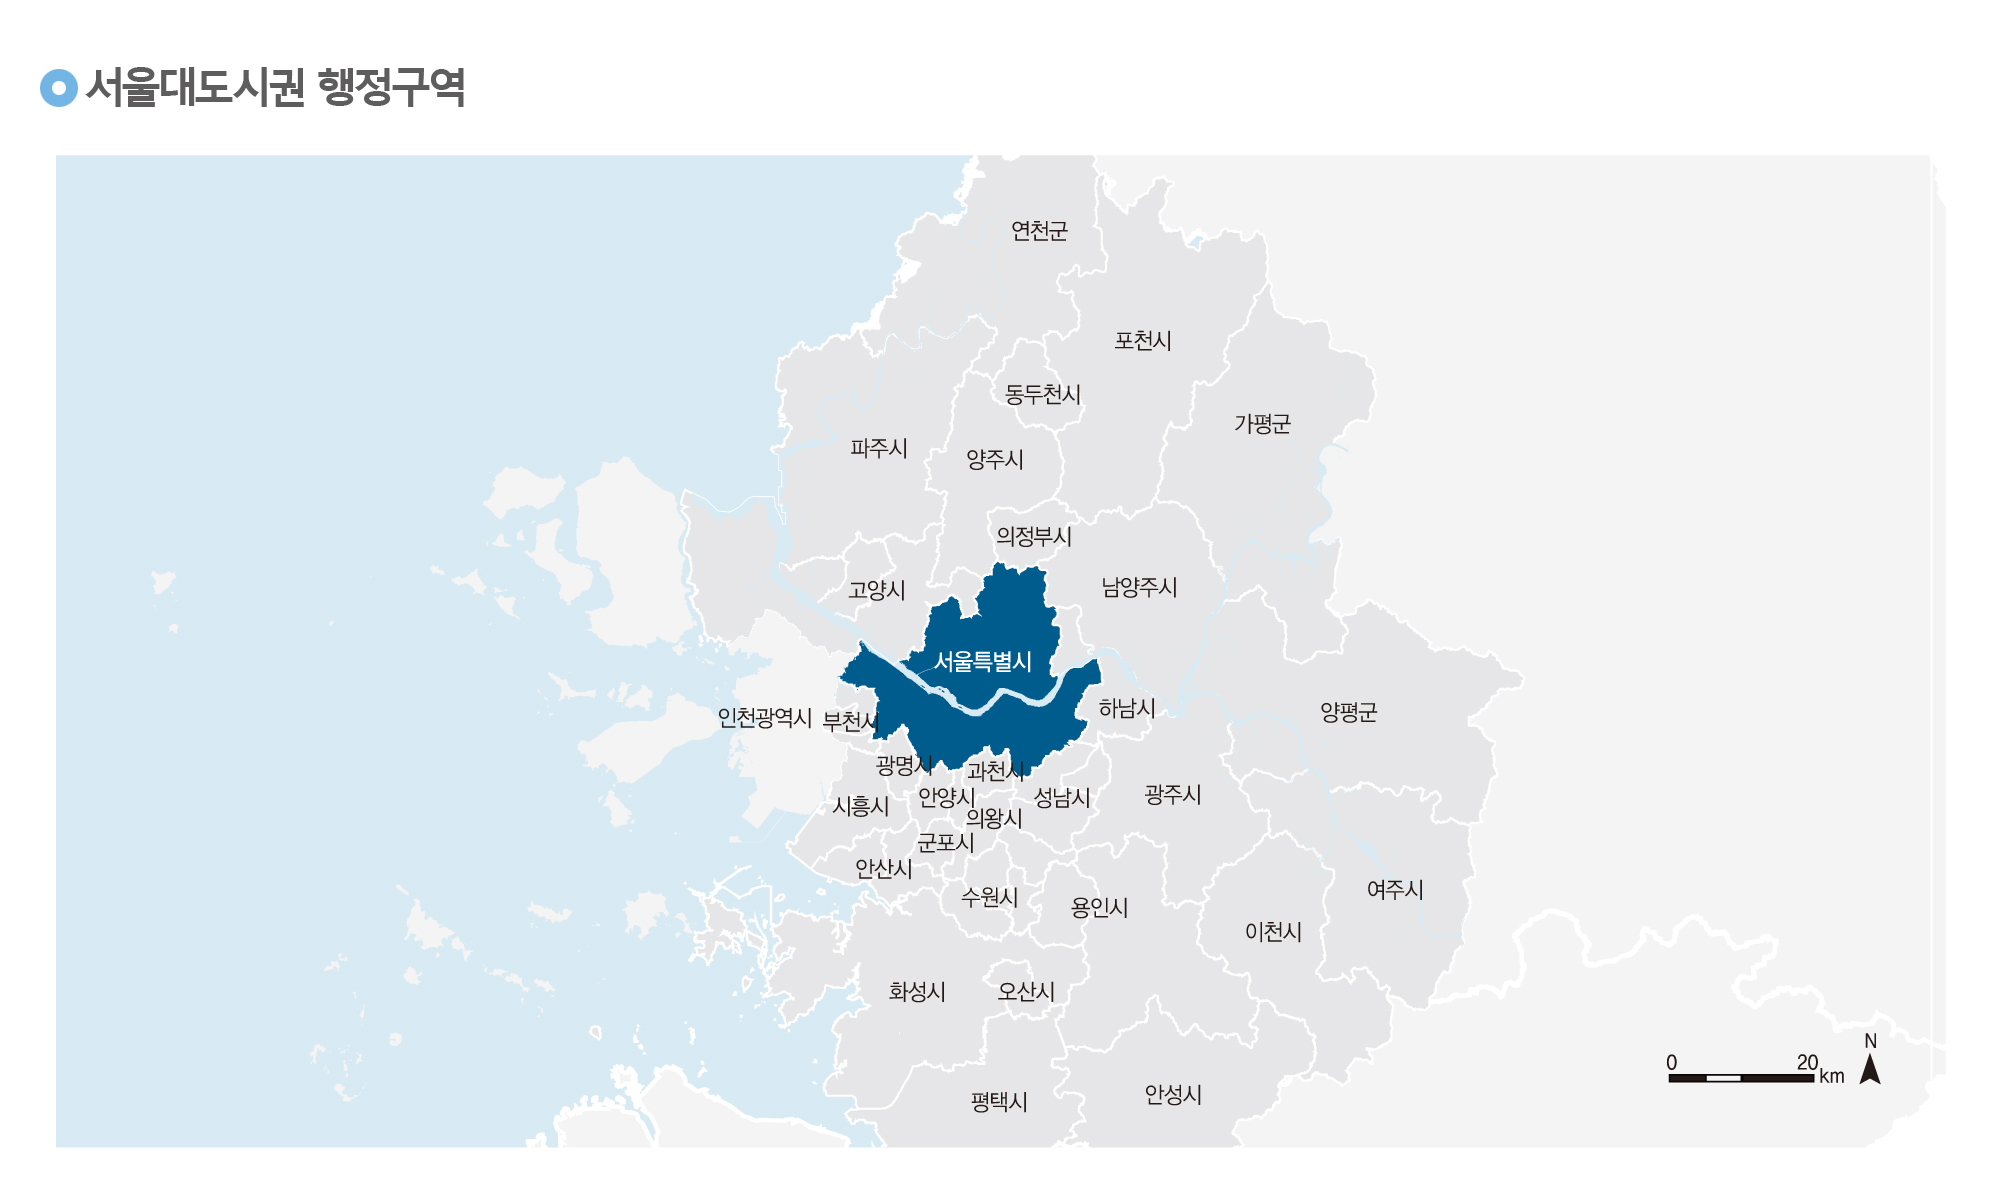 서울대도시권 행정구역
연천군
포천시
동두천시
가평군
파주시
양주시
의정부시
고양시
남양주시
서울특별시
인천광역시
부천시
하남시
양평군
광명시
과천시
안양시
성남시
광주시
시흥시
의왕시
군포시
안산시
수원시
용인시
여주시
이천시
화성시
오산시
평택시
안성시
N
0 20 km